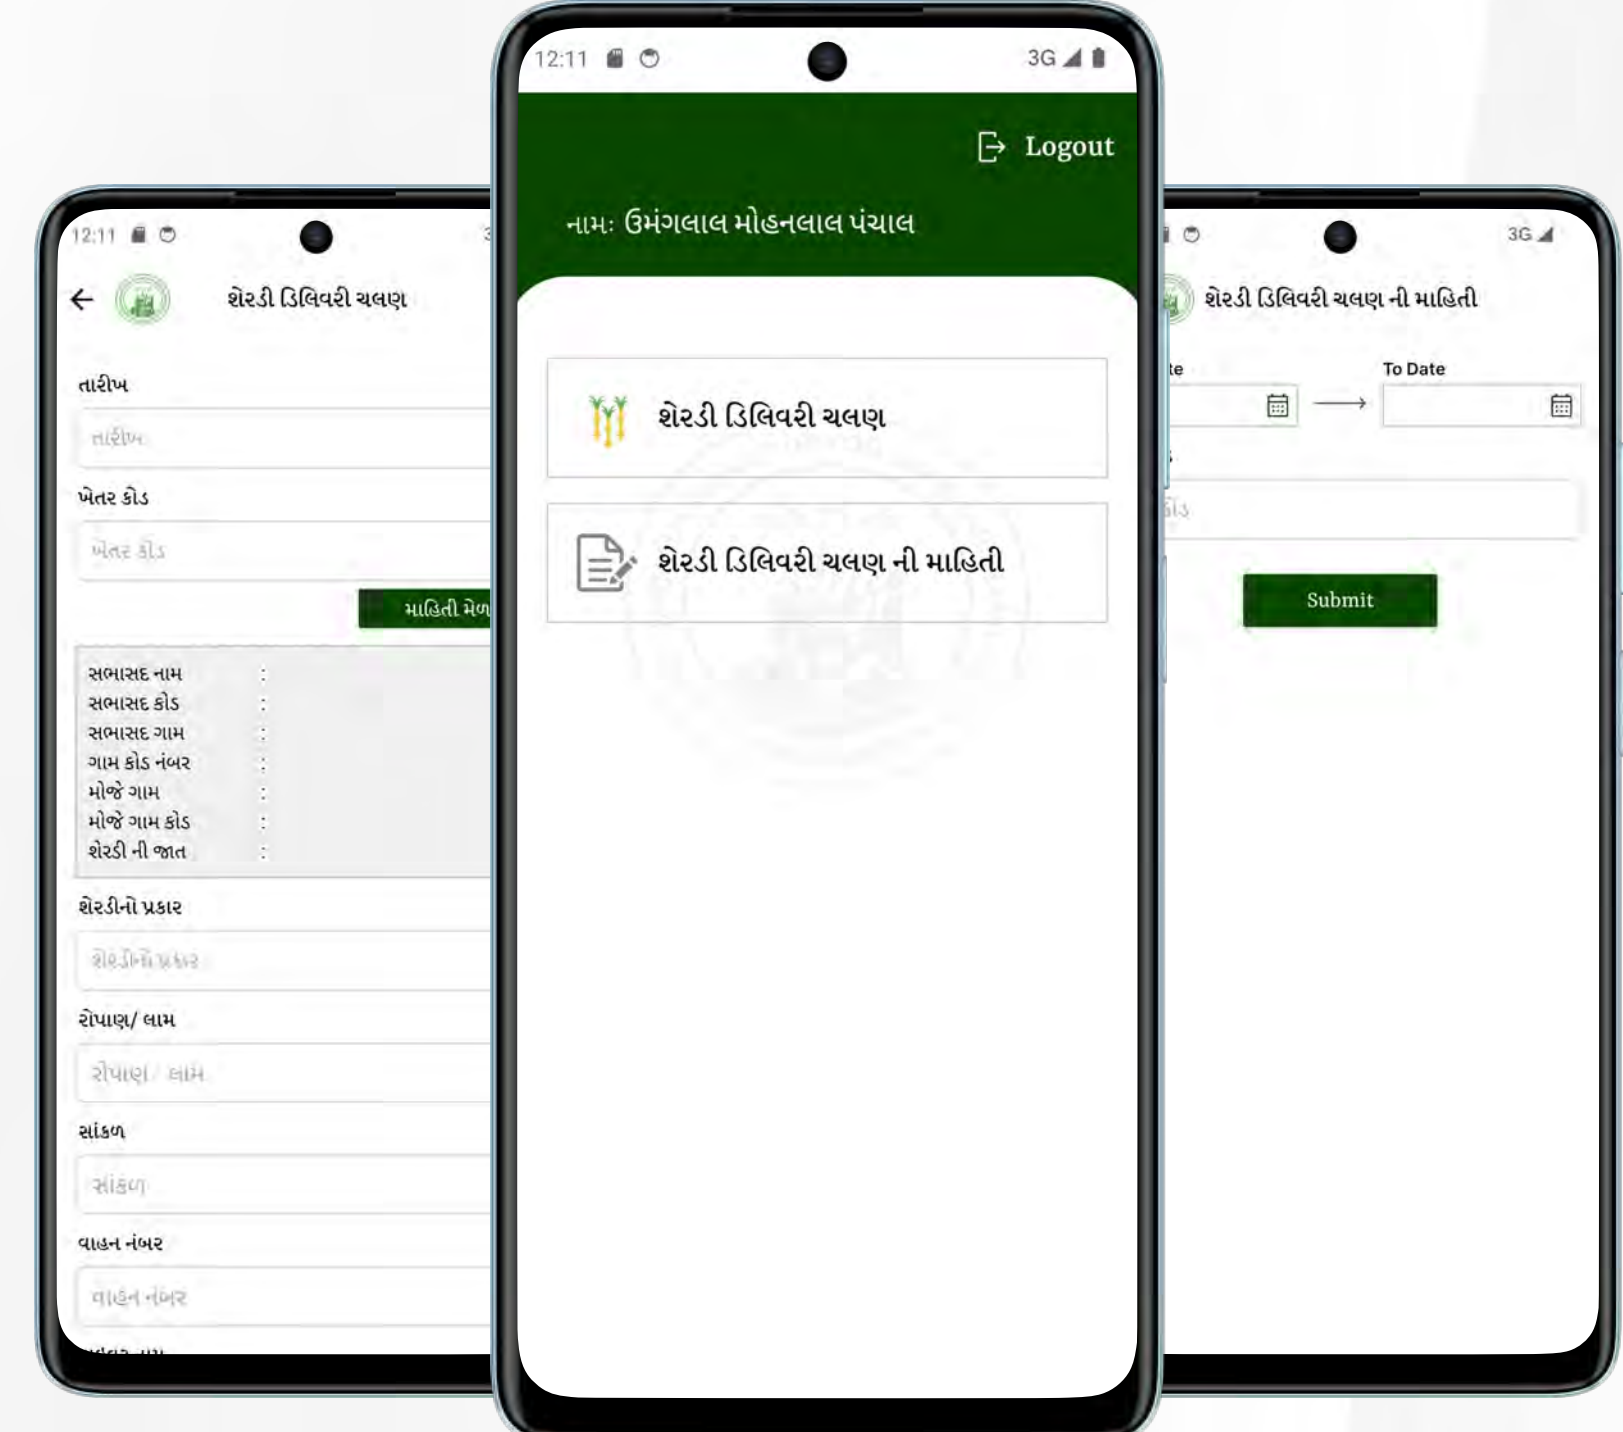 12:11
3G
Logout
નામ: ઉમંગલાલ મોહનલાલ પંચાલ
શેરડી ડિલિવરી ચલણ
શેરડી ડિલિવરી ચલણ ની માહિતી
12:11
શેરડી ડિલિવરી ચલણ
તારીખ
તારીખ
ખેતર કોડ
ખેતર કોડ
માહિતી
સભાસદ નામ :
સભાસદ કોડ :
સભાસદ ગામ :
ગામ કોડ નંબર :
મોજે ગામ :
મોજે ગામ કોડ :
શેરડી ની જાત :
શેરડીનો પ્રકાર
શેરડીનો પ્રકાર
રોપાણ/ લામ
રોપાણ/ લામ
સાંકળ
સાંકળ
વાહન નંબર
વાહન નંબર
3G
શેરડી ડિલિવરી ચલણ ની માહિતી
To Date
કોડ
Submit